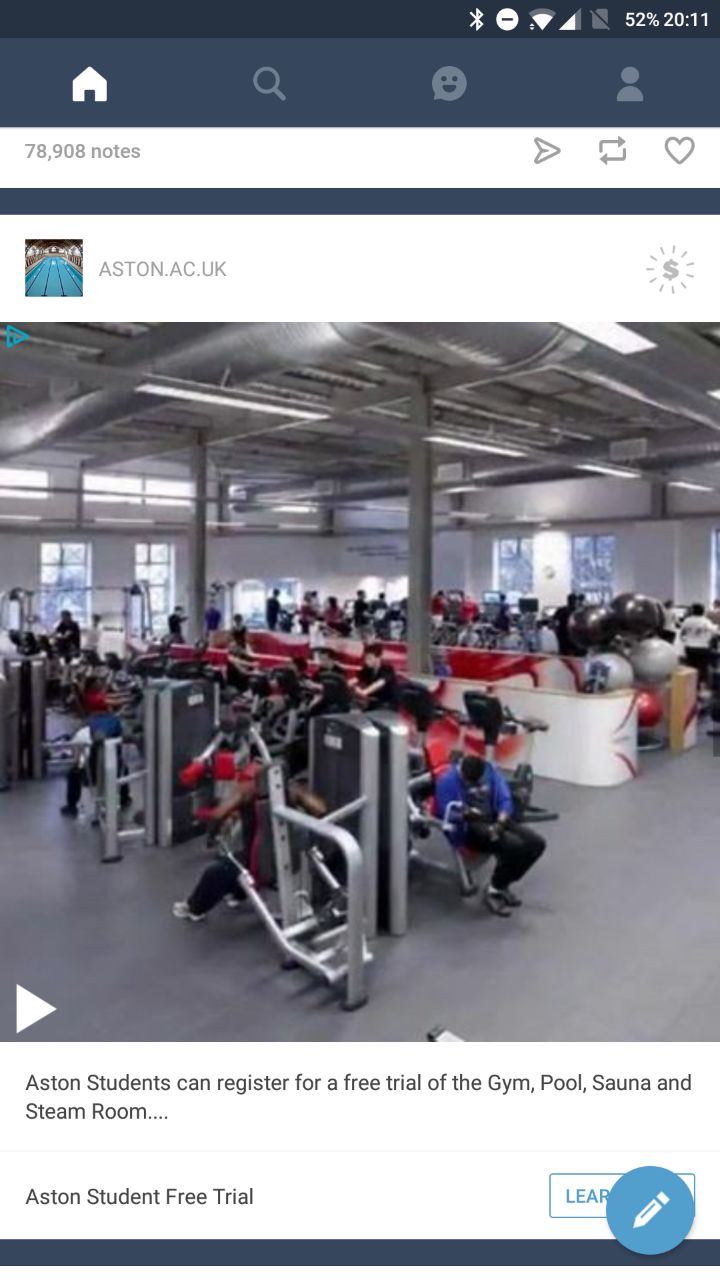 52% 20:11
78,908 notes
ASTON.AC.UK
$
Aston Students can register for a free trial of the Gym, Pool, Sauna and
Steam Room....
Aston Student Free Trial
LEAR